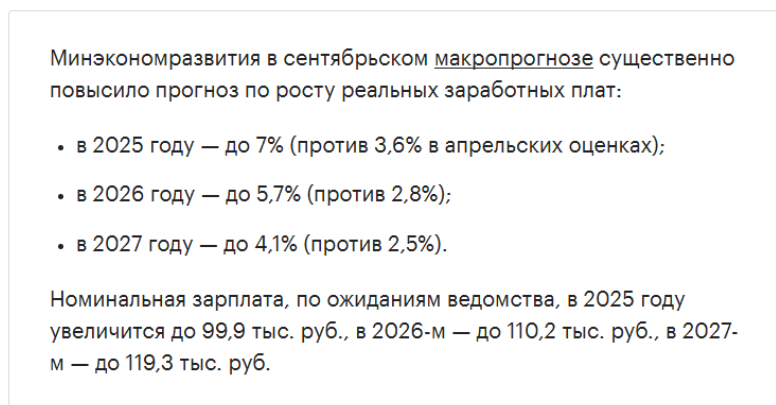 Минэкономразвития в сентябрьском макропрогнозе существенно
повысило прогноз по росту реальных заработных плат:
• в 2025 году — до 7% (против 3,6% в апрельских оценках);
• в 2026 году — до 5,7% (против 2,8%);
• в 2027 году — до 4,1% (против 2,5%).
Номинальная зарплата, по ожиданиям ведомства, в 2025 году
увеличится до 99,9 тыс. руб., в 2026-м — до 110,2 тыс. руб., в 2027-
м — до 119,3 тыс. руб.